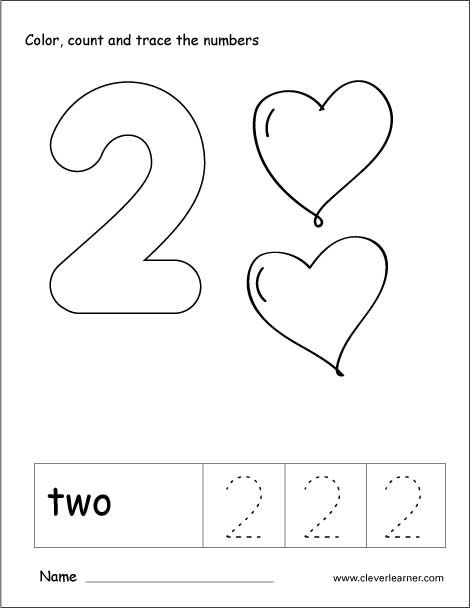 Color, count and trace the numbers
2
two 2 2 2
Name
www.cleverlearner.com